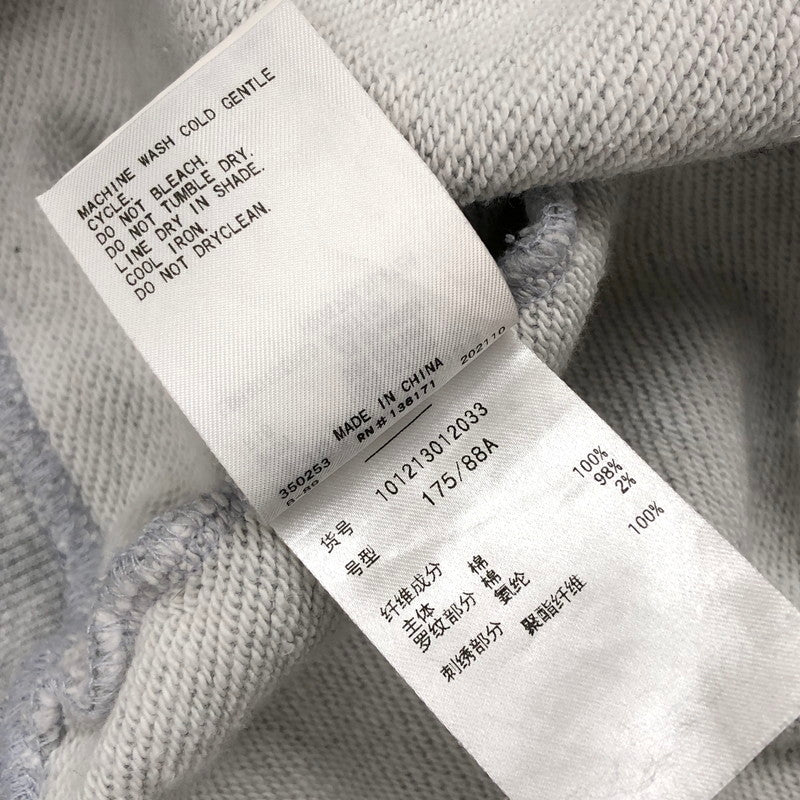 MACHINE WASH COLD GENTLE
CYCLE.
DO NOT BLEACH.
DO NOT TUMBLE DRY.
LINE DRY IN SHADE.
COOL IRON.
DO NOT DRYCLEAN.
MADE IN CHINA
RN# 136171 202110
350253
货号 101213012033
号型 175/88A
纤维成分
主体 棉 100%
罗纹部分 棉 98%
氨纶 2%
刺绣部分 聚酯纤维 100%